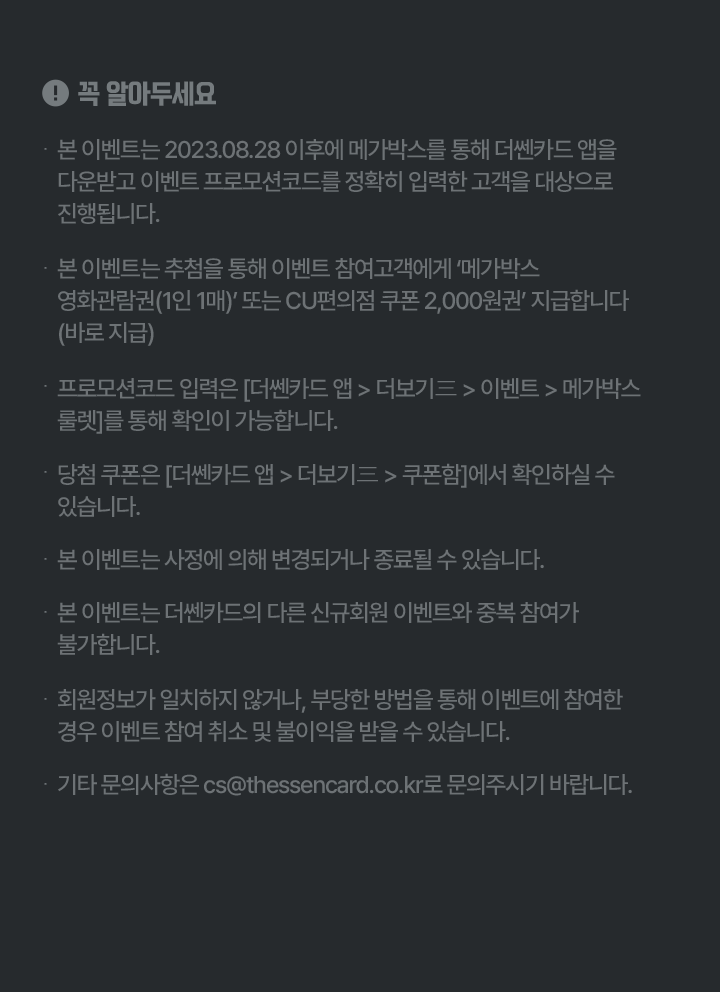 꼭 알아두세요
· 본 이벤트는 2023.08.28 이후에 메가박스를 통해 더쎈카드 앱을
다운받고 이벤트 프로모션코드를 정확히 입력한 고객을 대상으로
진행됩니다.
· 본 이벤트는 추첨을 통해 이벤트 참여고객에게 ‘메가박스
영화관람권(1인 1매)’ 또는 CU편의점 쿠폰 2,000원권’ 지급합니다
(바로 지급)
· 프로모션코드 입력은 [더쎈카드 앱 > 더보기三 > 이벤트 > 메가박스
룰렛]를 통해 확인이 가능합니다.
· 당첨 쿠폰은 [더쎈카드 앱 > 더보기三 > 쿠폰함]에서 확인하실 수
있습니다.
· 본 이벤트는 사정에 의해 변경되거나 종료될 수 있습니다.
· 본 이벤트는 더쎈카드의 다른 신규회원 이벤트와 중복 참여가
불가합니다.
· 회원정보가 일치하지 않거나, 부당한 방법을 통해 이벤트에 참여한
경우 이벤트 참여 취소 및 불이익을 받을 수 있습니다.
· 기타 문의사항은 cs@thessencard.co.kr로 문의주시기 바랍니다.